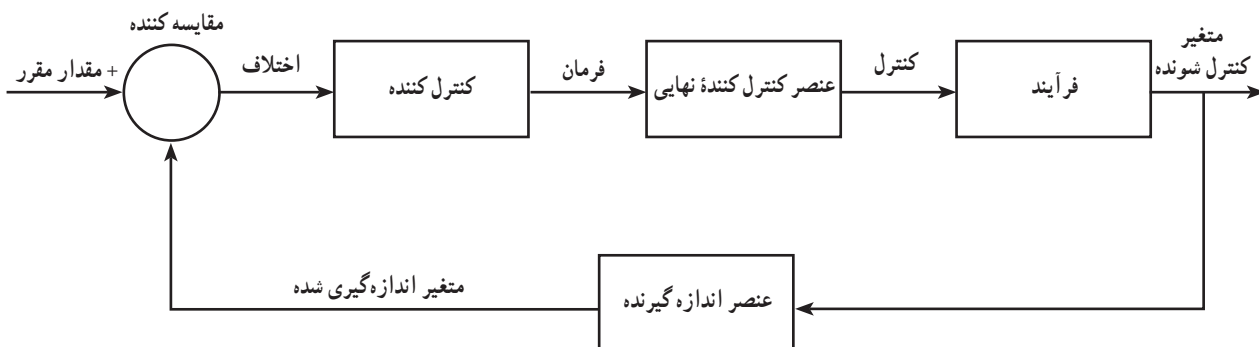 مقایسه کننده
+ مقدار مقرر
اختلاف
کنترل کننده
فرمان
عنصر کنترل کنندۀ نهایی
کنترل
فرآیند
متغیر
کنترل شونده
متغیر اندازه‌گیری شده
عنصر اندازه گیرنده